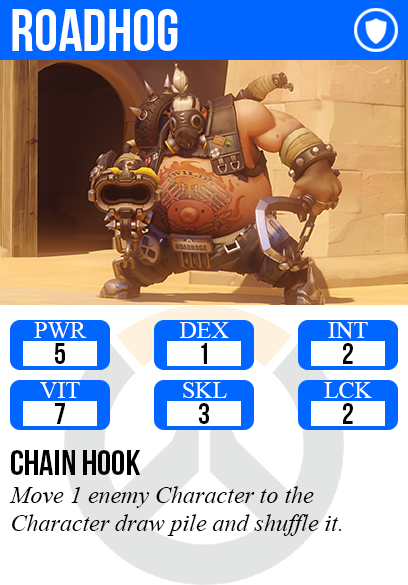 ROADHOG
ROADRAGE
PWR DEX INT
5 1 2
VIT SKL LCK
7 3 2
CHAIN HOOK
Move 1 enemy Character to the
Character draw pile and shuffle it.